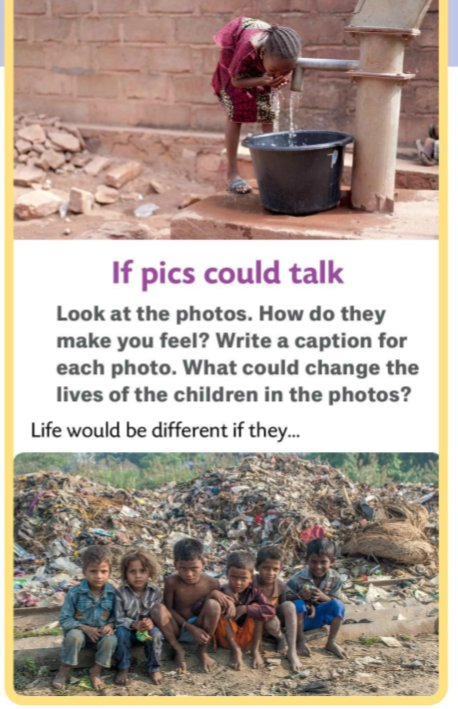 If pics could talk
Look at the photos. How do they
make you feel? Write a caption for
each photo. What could change the
lives of the children in the photos?
Life would be different if they...